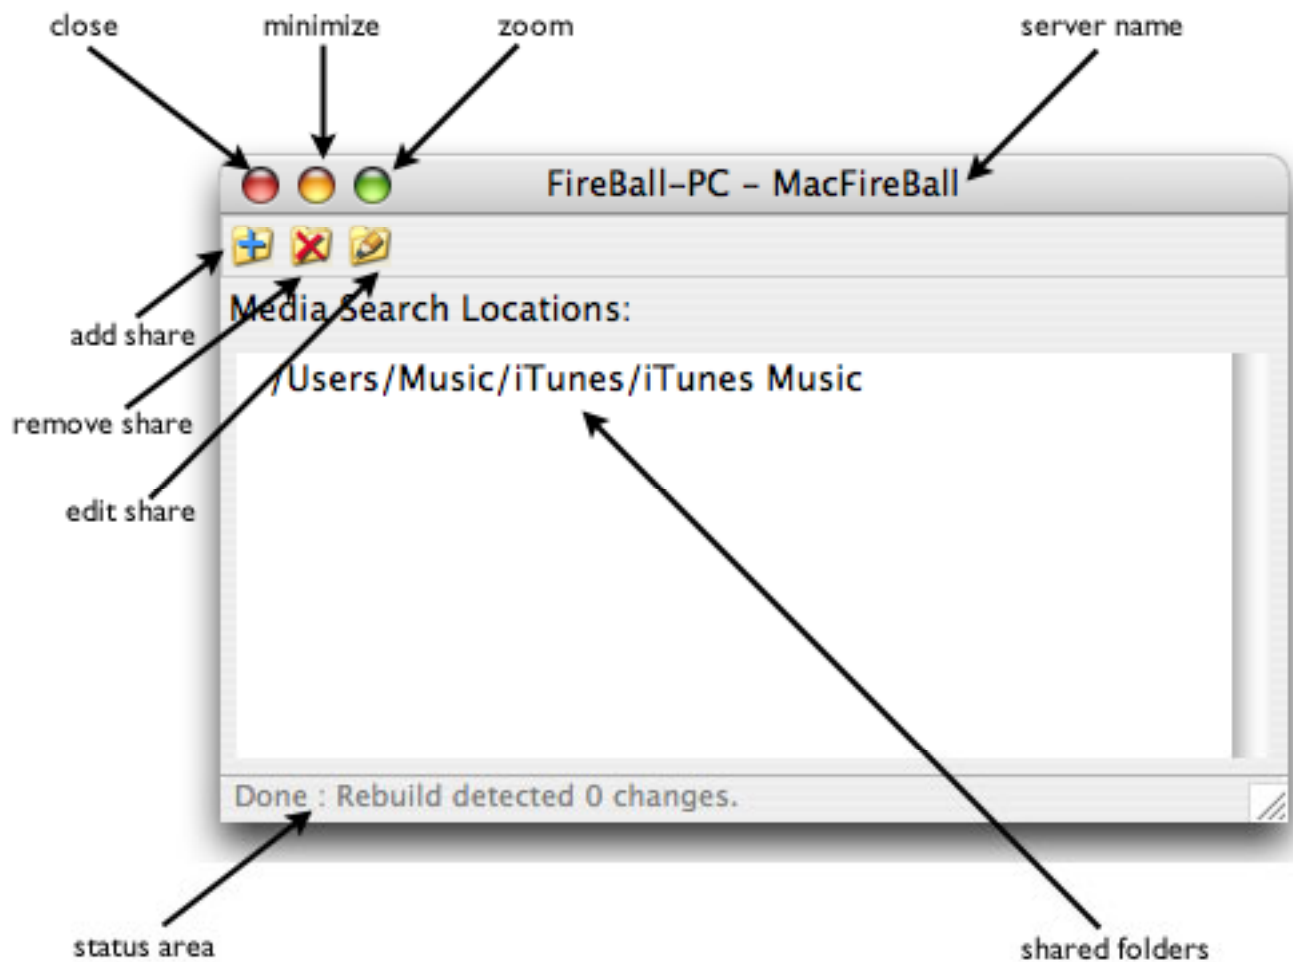 close
minimize
zoom
server name
FireBall-PC - MacFireBall
Media Search Locations:
add share
/Users/Music/iTunes/iTunes Music
remove share
edit share
Done : Rebuild detected 0 changes.
status area
shared folders